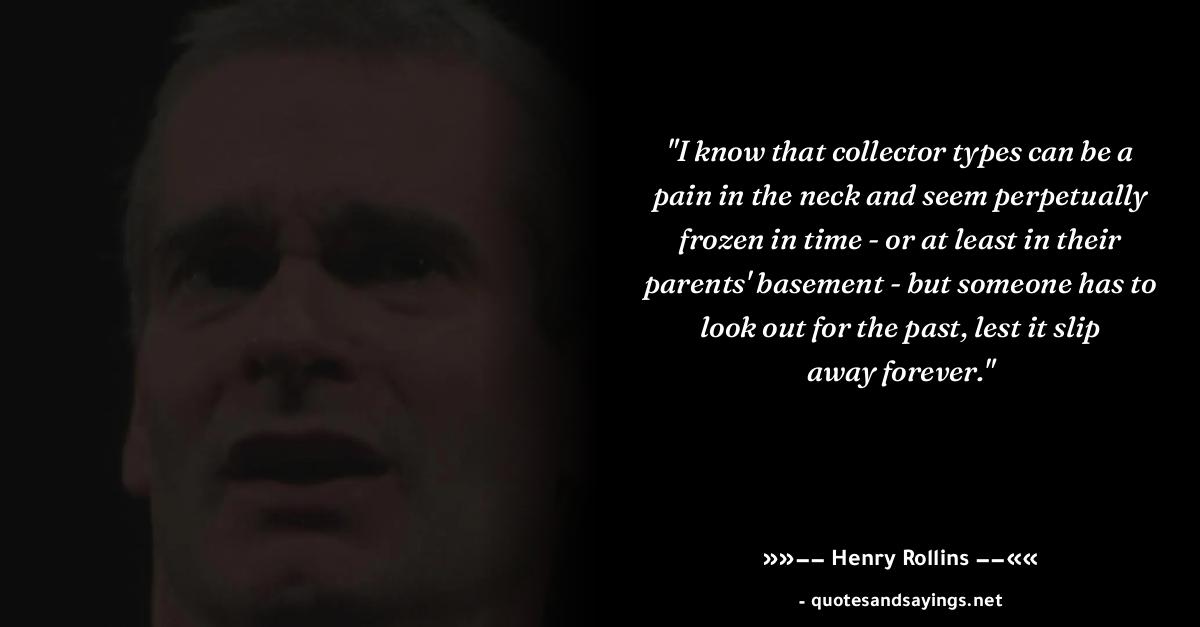 "I know that collector types can be a
pain in the neck and seem perpetually
frozen in time - or at least in their
parents' basement - but someone has to
look out for the past, lest it slip
away forever."
»»−− Henry Rollins −−««
- quotesandsayings.net